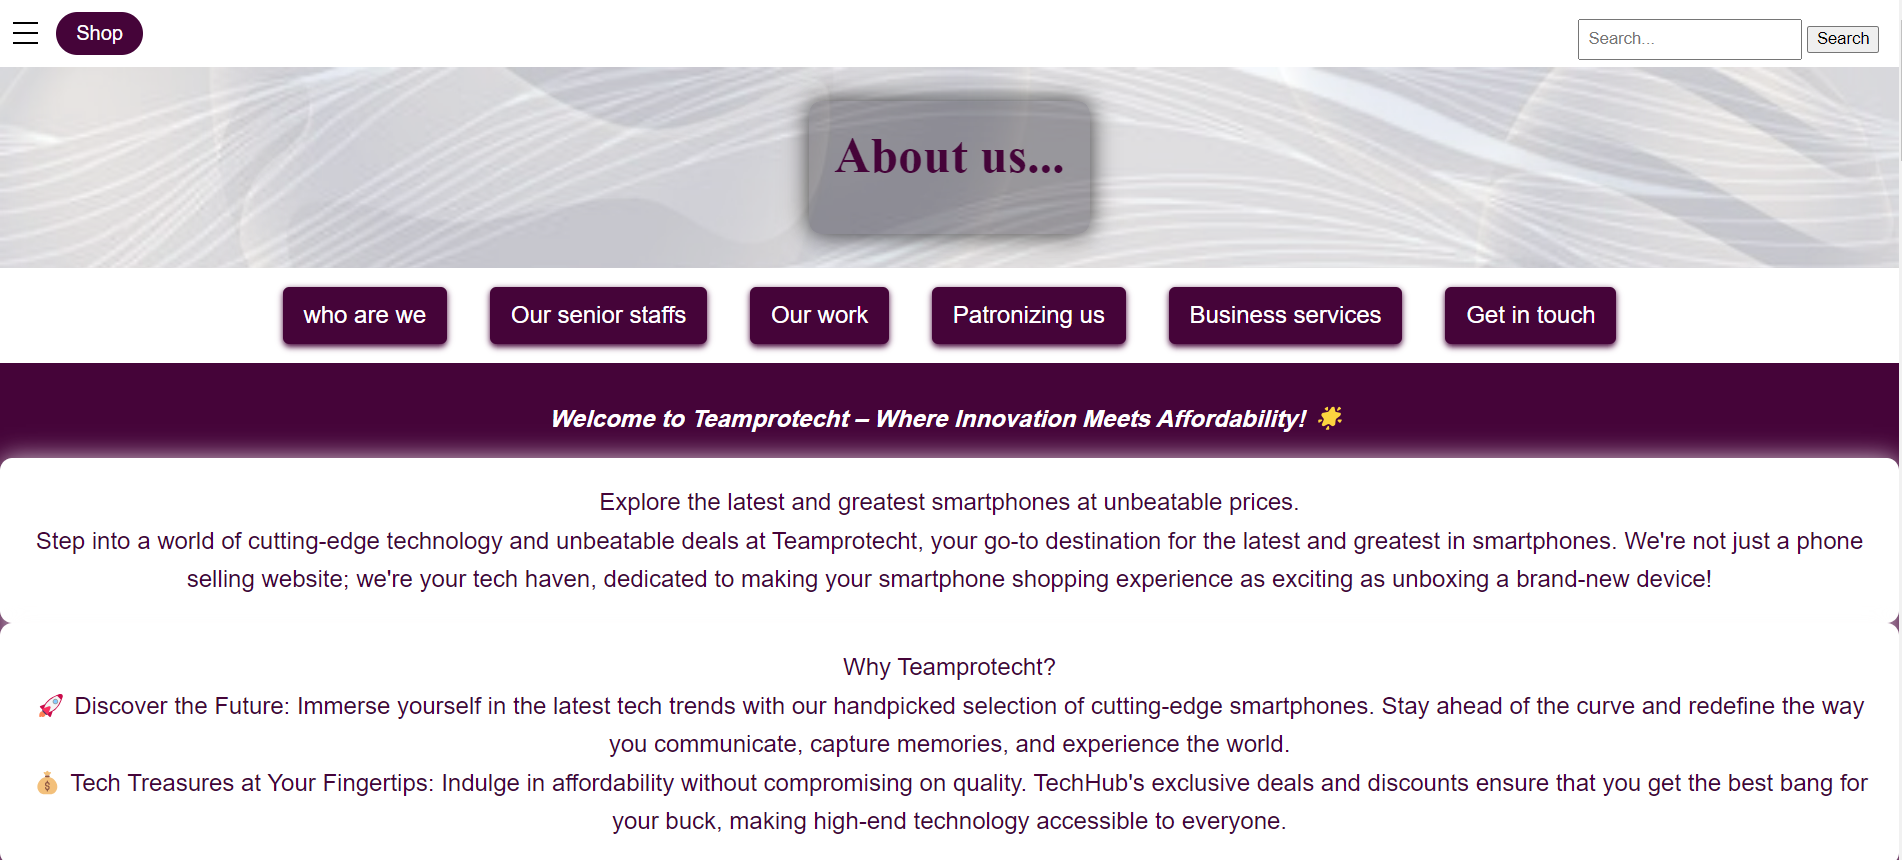 Shop
Search...
Search
About us...
who are we
Our senior staffs
Our work
Patronizing us
Business services
Get in touch
Welcome to Teamprotecht – Where Innovation Meets Affordability! 🌟
Explore the latest and greatest smartphones at unbeatable prices.
Step into a world of cutting-edge technology and unbeatable deals at Teamprotecht, your go-to destination for the latest and greatest in smartphones. We're not just a phone
selling website; we're your tech haven, dedicated to making your smartphone shopping experience as exciting as unboxing a brand-new device!
Why Teamprotecht?
🚀 Discover the Future: Immerse yourself in the latest tech trends with our handpicked selection of cutting-edge smartphones. Stay ahead of the curve and redefine the way
you communicate, capture memories, and experience the world.
💰 Tech Treasures at Your Fingertips: Indulge in affordability without compromising on quality. TechHub's exclusive deals and discounts ensure that you get the best bang for
your buck, making high-end technology accessible to everyone.